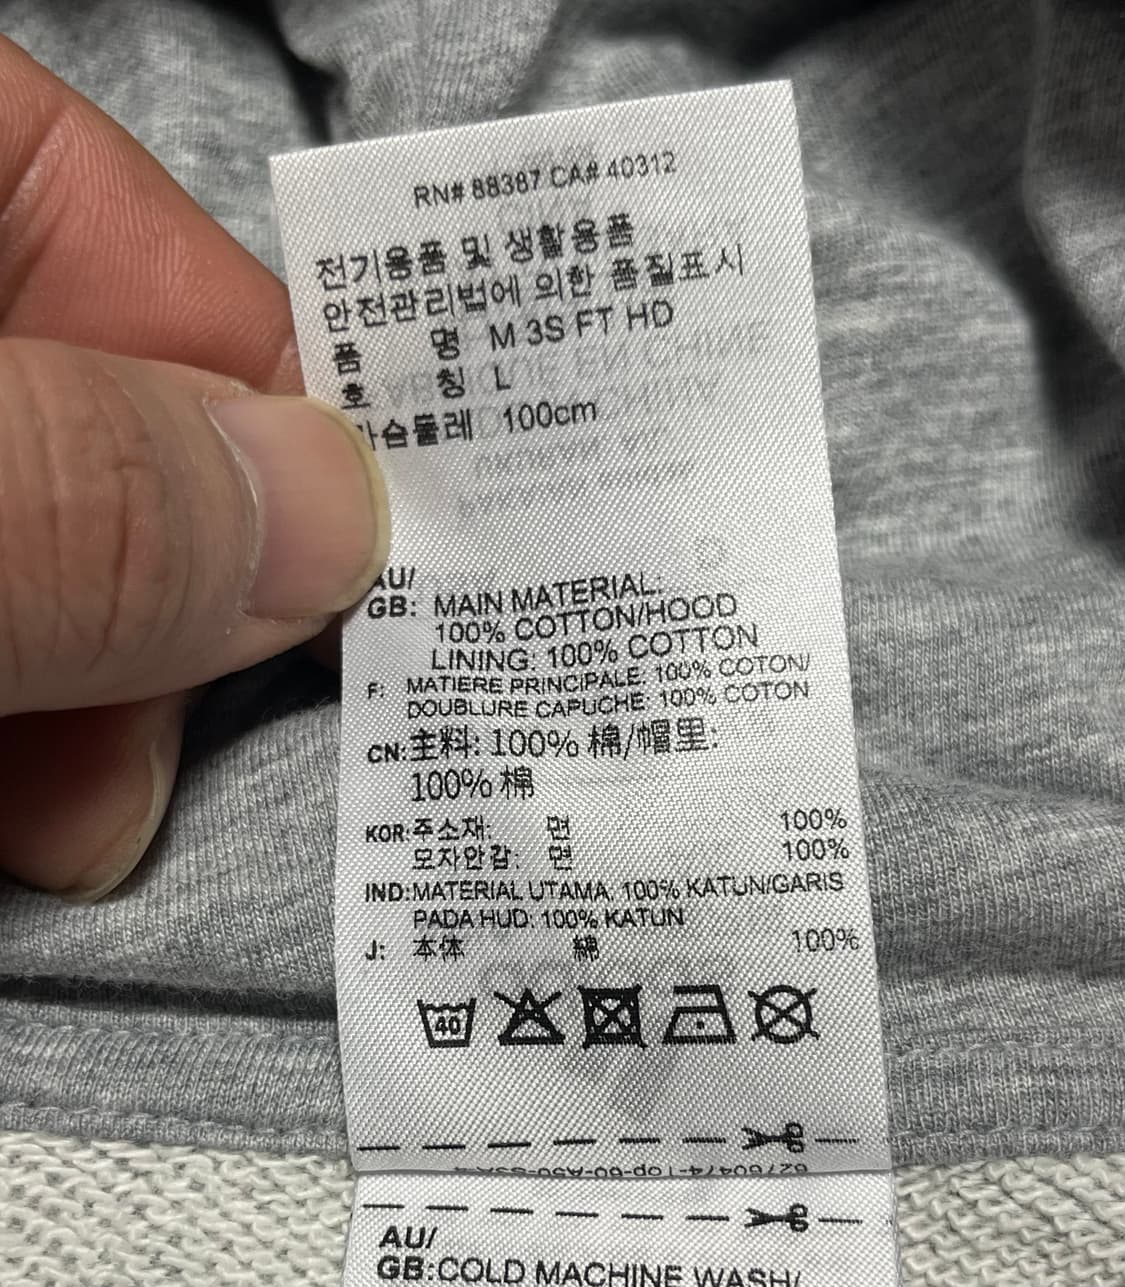 RN# 88387 CA# 40312
전기용품 및 생활용품
안전관리법에 의한 품질표시
품 명 M 3S FT HD
호 칭 L
가슴둘레 100cm
AU/
GB: MAIN MATERIAL:
100% COTTON/HOOD
LINING: 100% COTTON
F: MATIERE PRINCIPALE: 100% COTON/
DOUBLURE CAPUCHE: 100% COTON
CN:主料: 100% 棉/帽里:
100% 棉
KOR:주소재: 면 100%
모자안감: 면 100%
IND:MATERIAL UTAMA: 100% KATUN/GARIS
PADA HUD: 100% KATUN
J: 本体 綿 100%
40
AU/
GB:COLD MACHINE WASH/